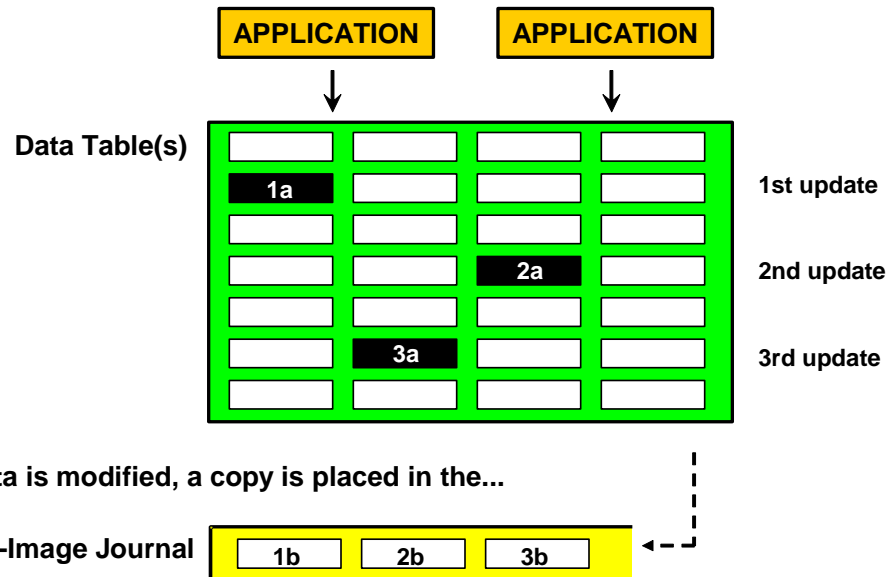 APPLICATION APPLICATION
Data Table(s)
1a 1st update
2a 2nd update
3a 3rd update
is modified, a copy is placed in the...
-Image Journal 1b 2b 3b